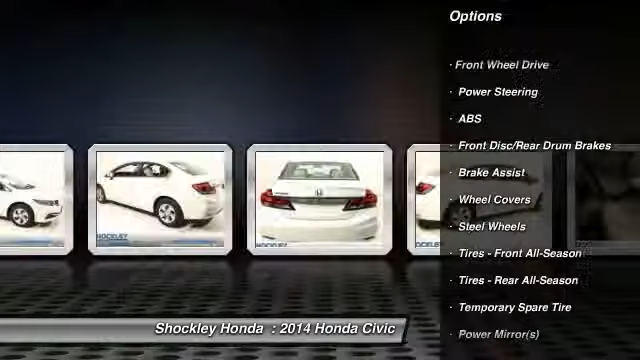 Options
· Front Wheel Drive
· Power Steering
· ABS
· Front Disc/Rear Drum Brakes
· Brake Assist
· Wheel Covers
· Steel Wheels
· Tires - Front All-Season
· Tires - Rear All-Season
· Temporary Spare Tire
· Power Mirror(s)
Shockley Honda : 2014 Honda Civic